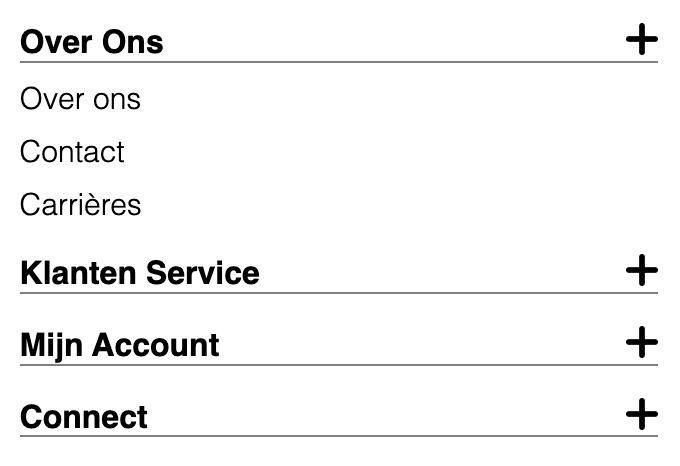 Over Ons
Over ons
Contact
Carrières
Klanten Service
Mijn Account
Connect